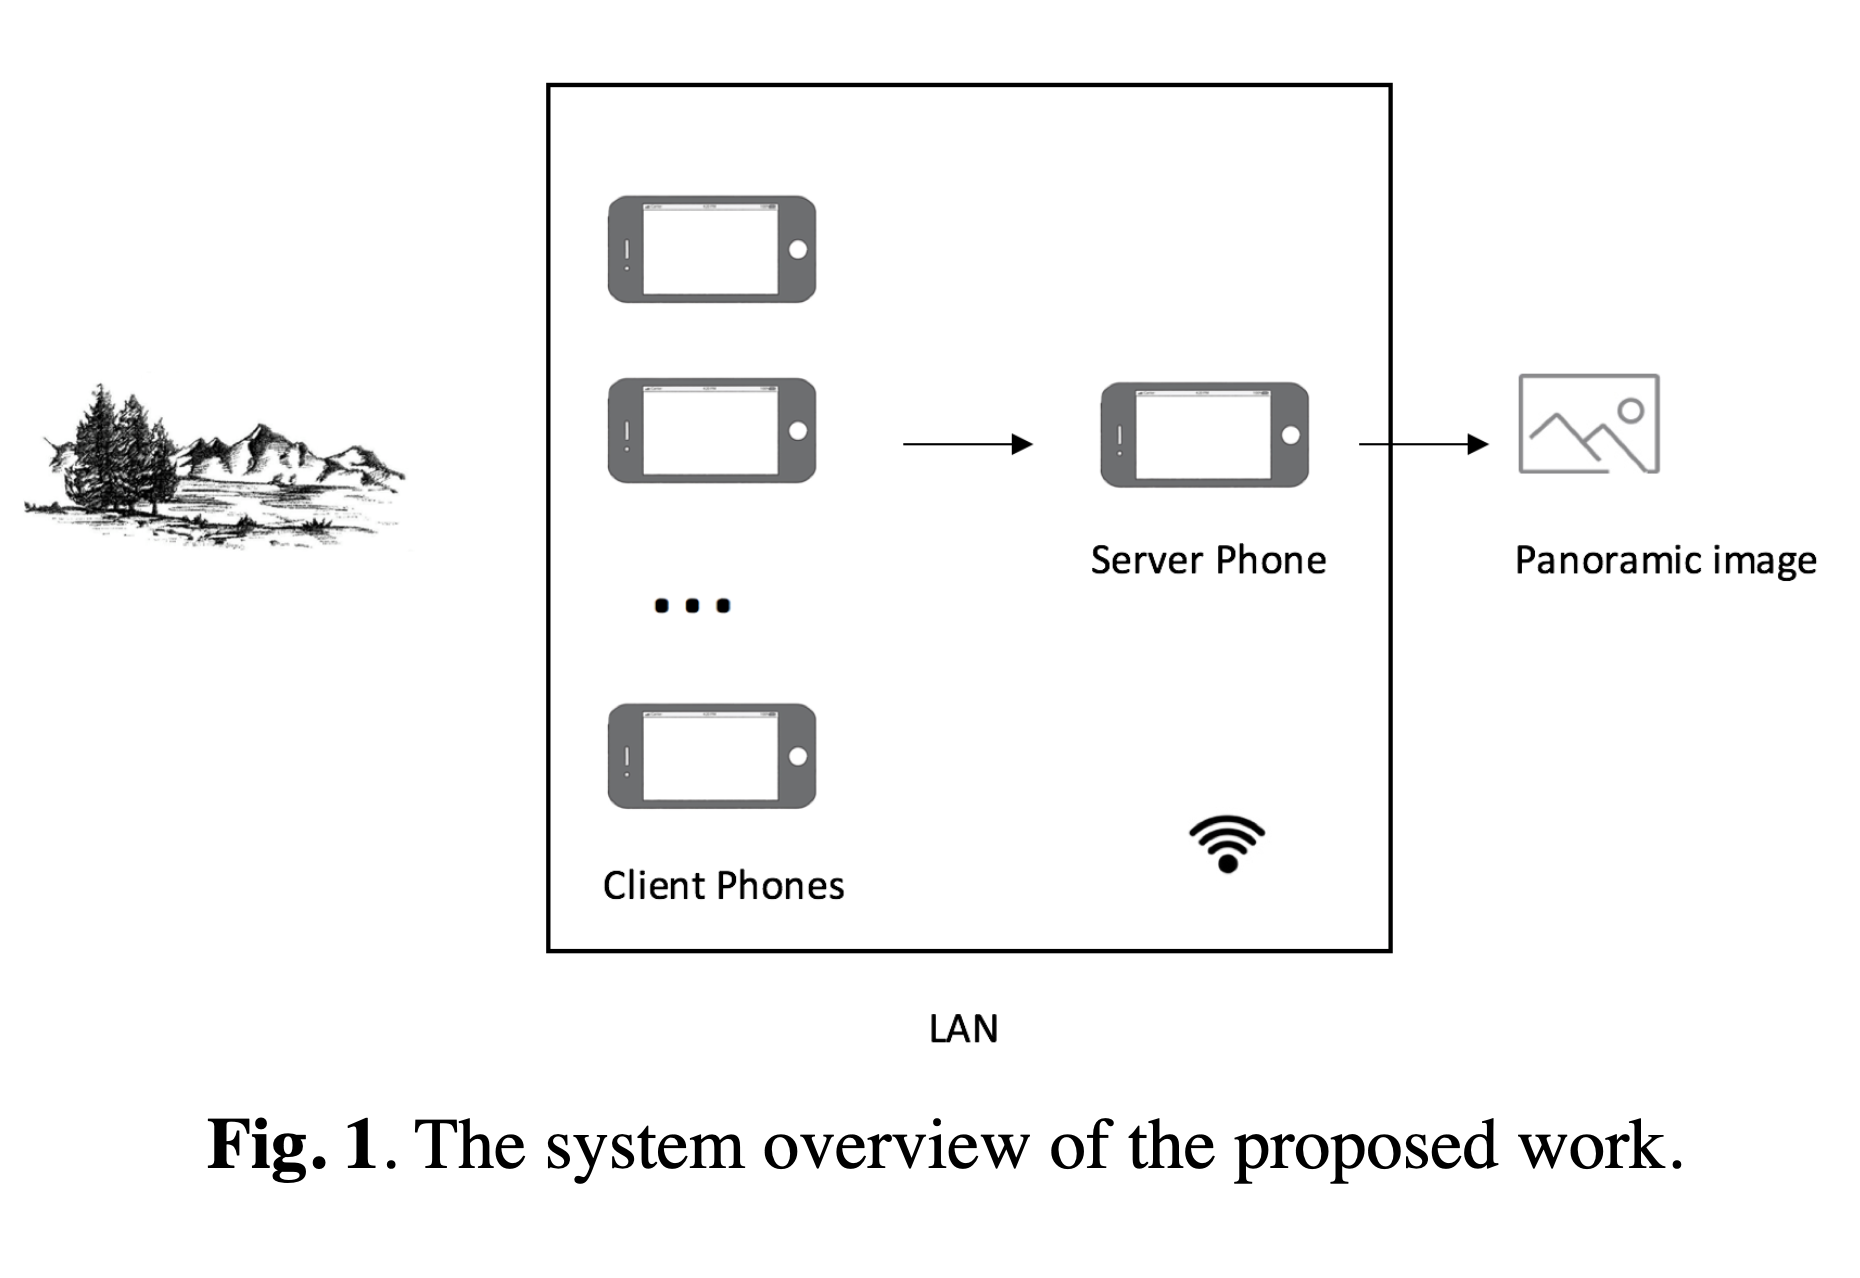 Server Phone
Panoramic image
Client Phones
LAN
Fig. 1. The system overview of the proposed work.